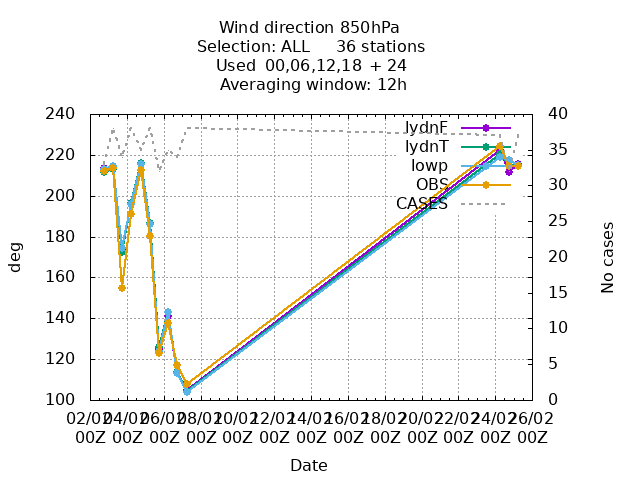 Wind direction 850hPa
Selection: ALL 36 stations
Used 00,06,12,18 + 24
Averaging window: 12h
240
220
200
180
160
140
120
100
deg
40
35
30
25
20
15
10
5
0
No cases
lydnF
lydnT
lowp
OBS
CASES
02/02 04/02 06/02 08/02 10/02 12/02 14/02 16/02 18/02 20/02 22/02 24/02 26/02
00Z 00Z 00Z 00Z 00Z 00Z 00Z 00Z 00Z 00Z 00Z 00Z 00Z
Date